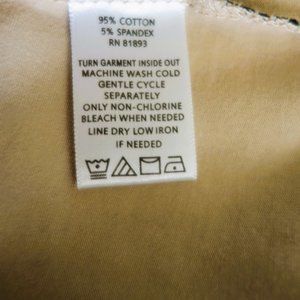 95% COTTON
5% SPANDEX
RN 81893
TURN GARMENT INSIDE OUT
MACHINE WASH COLD
GENTLE CYCLE
SEPARATELY
ONLY NON-CHLORINE
BLEACH WHEN NEEDED
LINE DRY LOW IRON
IF NEEDED